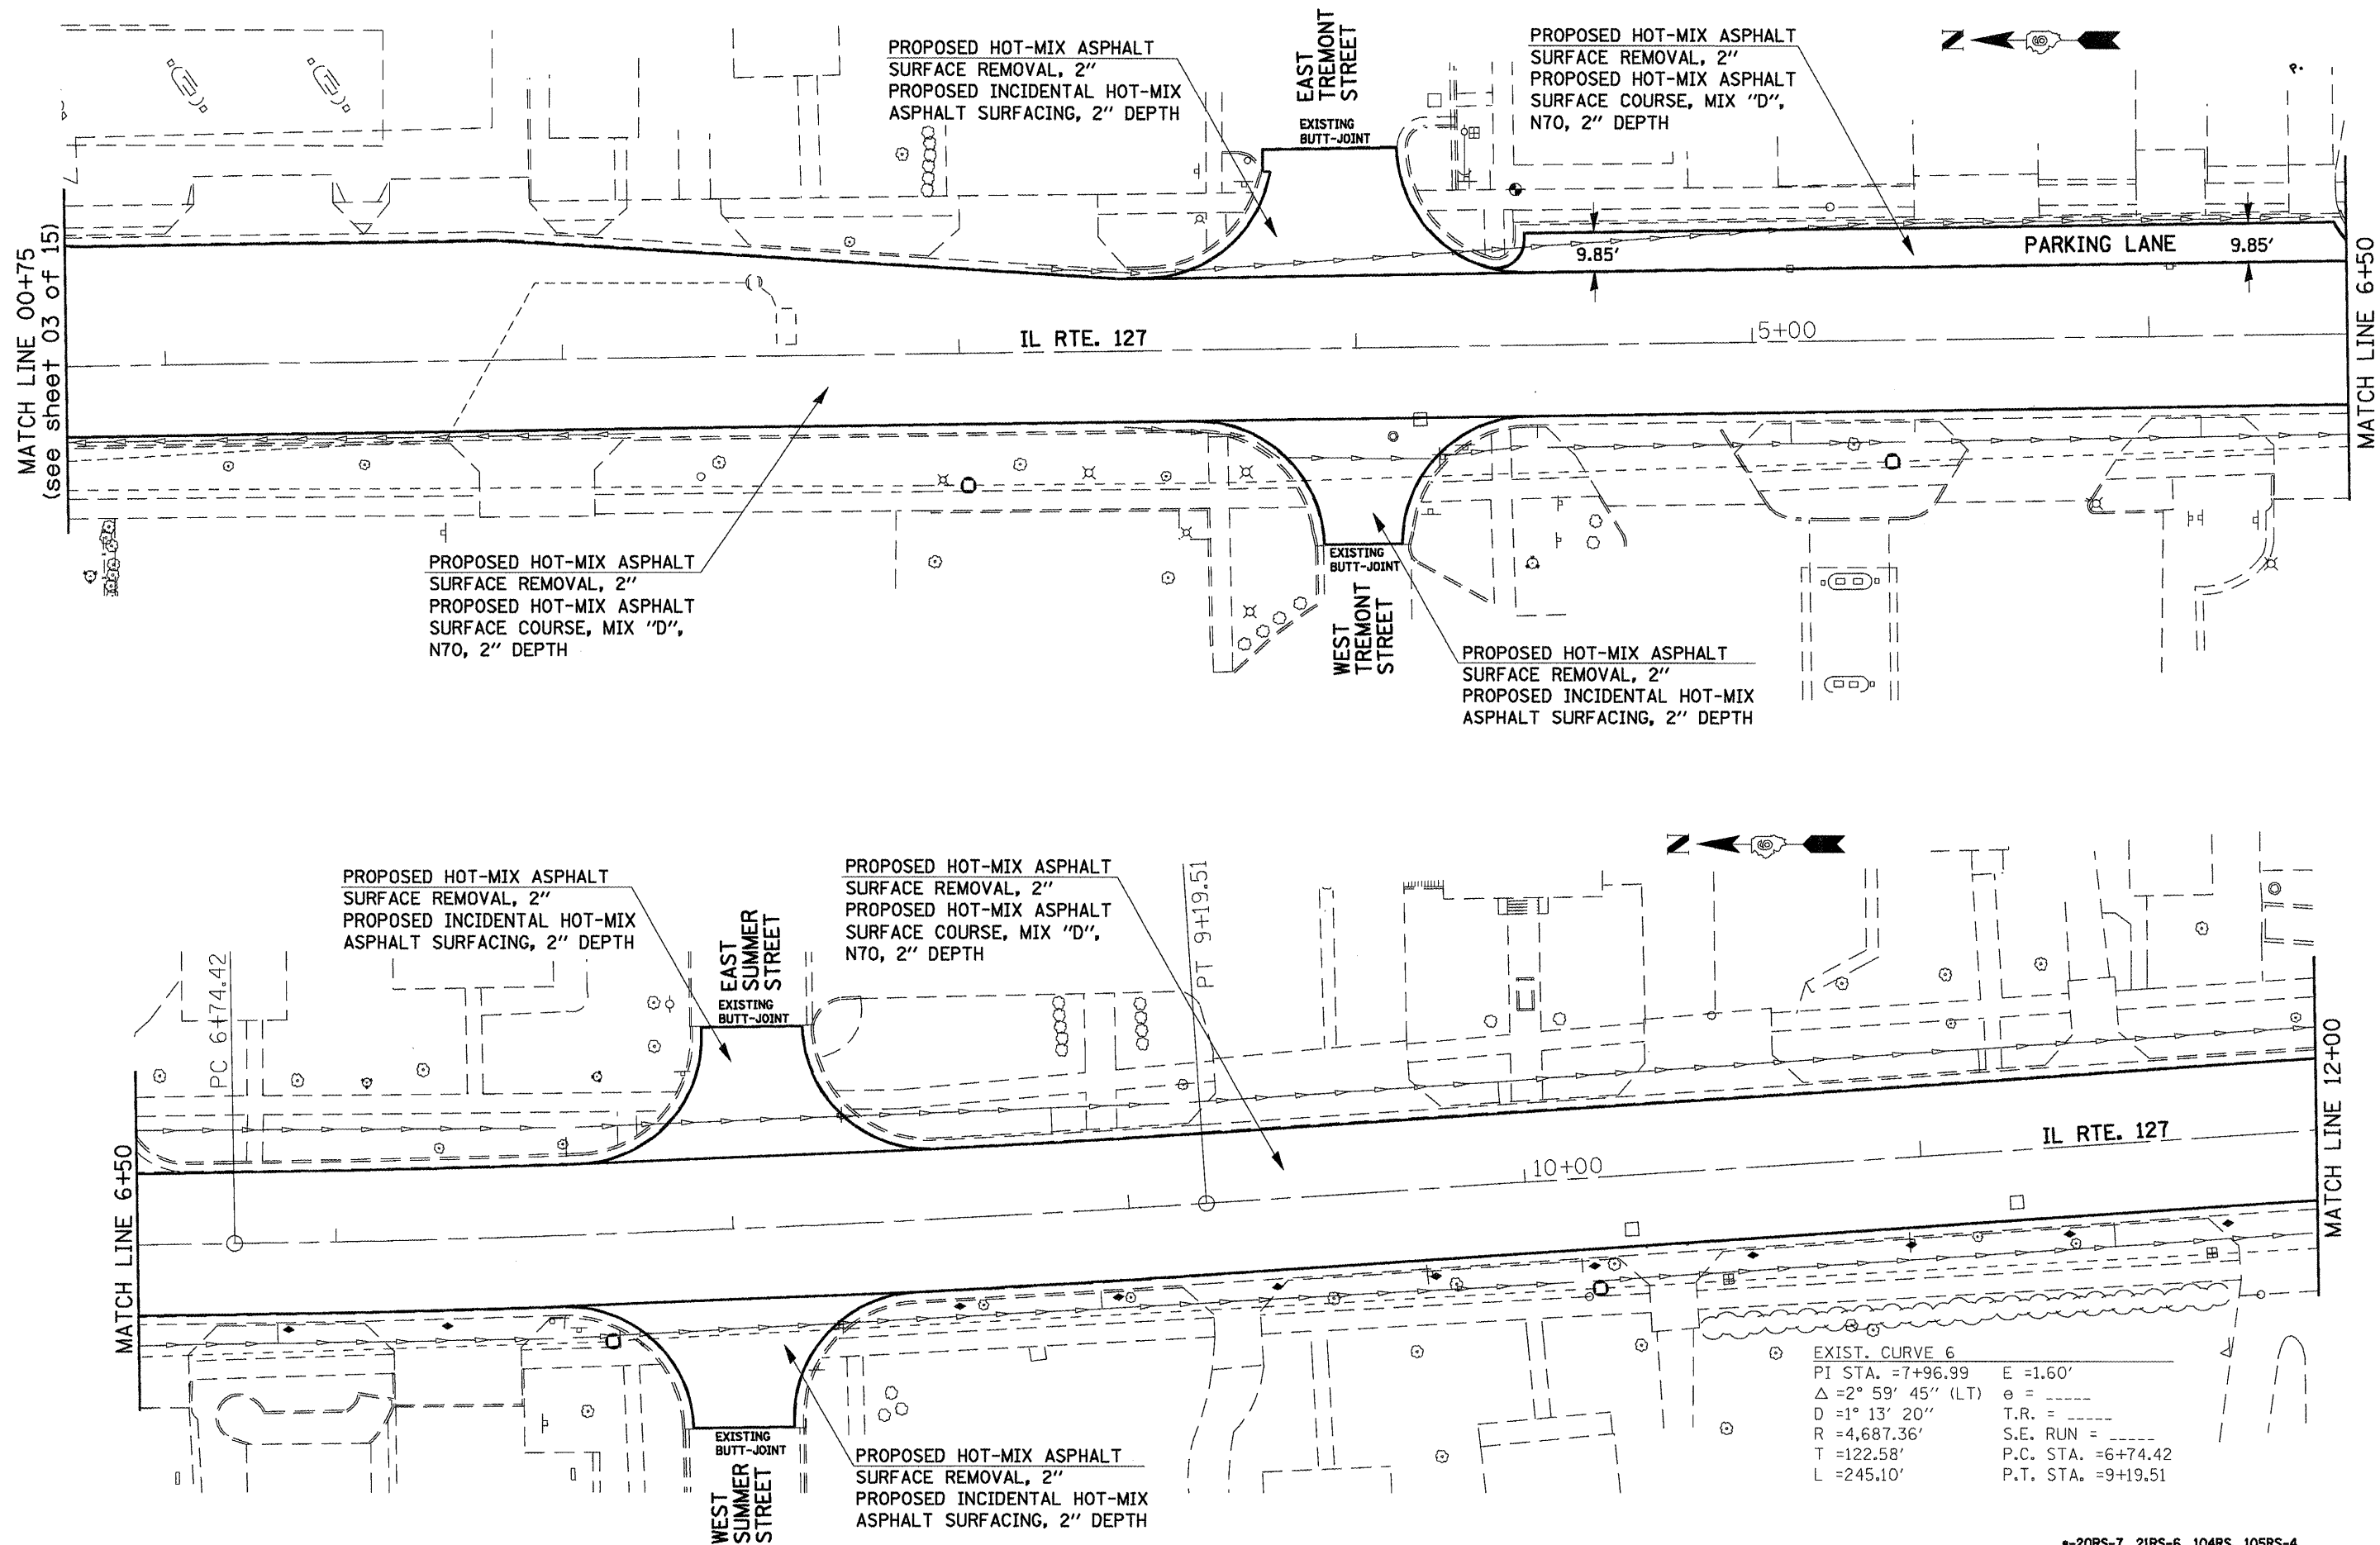 PROPOSED HOT-MIX ASPHALT
SURFACE REMOVAL, 2"
PROPOSED INCIDENTAL HOT-MIX
ASPHALT SURFACING, 2" DEPTH
EAST
TREMONT
STREET
EXISTING
BUTT-JOINT
PROPOSED HOT-MIX ASPHALT
SURFACE REMOVAL, 2"
PROPOSED HOT-MIX ASPHALT
SURFACE COURSE, MIX "D",
N70, 2" DEPTH
N
P.
MATCH LINE 00+75
(see sheet 03 of 15)
9.85'
PARKING LANE
9.85'
MATCH LINE 6+50
IL RTE. 127
5+00
PROPOSED HOT-MIX ASPHALT
SURFACE REMOVAL, 2"
PROPOSED HOT-MIX ASPHALT
SURFACE COURSE, MIX "D",
N70, 2" DEPTH
EXISTING
BUTT-JOINT
WEST
TREMONT
STREET
PROPOSED HOT-MIX ASPHALT
SURFACE REMOVAL, 2"
PROPOSED INCIDENTAL HOT-MIX
ASPHALT SURFACING, 2" DEPTH
N
PROPOSED HOT-MIX ASPHALT
SURFACE REMOVAL, 2"
PROPOSED INCIDENTAL HOT-MIX
ASPHALT SURFACING, 2" DEPTH
EAST
SUMMER
STREET
EXISTING
BUTT-JOINT
PROPOSED HOT-MIX ASPHALT
SURFACE REMOVAL, 2"
PROPOSED HOT-MIX ASPHALT
SURFACE COURSE, MIX "D",
N70, 2" DEPTH
PC 6+74.42
PT 9+19.51
MATCH LINE 6+50
IL RTE. 127
10+00
MATCH LINE 12+00
EXISTING
BUTT-JOINT
WEST
SUMMER
STREET
PROPOSED HOT-MIX ASPHALT
SURFACE REMOVAL, 2"
PROPOSED INCIDENTAL HOT-MIX
ASPHALT SURFACING, 2" DEPTH
EXIST. CURVE 6
PI STA. =7+96.99 E =1.60'
Δ =2° 59' 45" (LT) e = _____
D =1° 13' 20" T.R. = _____
R =4,687.36' S.E. RUN = _____
T =122.58' P.C. STA. =6+74.42
L =245.10' P.T. STA. =9+19.51
20RS-7, 21RS-6, 104RS, 105RS-4